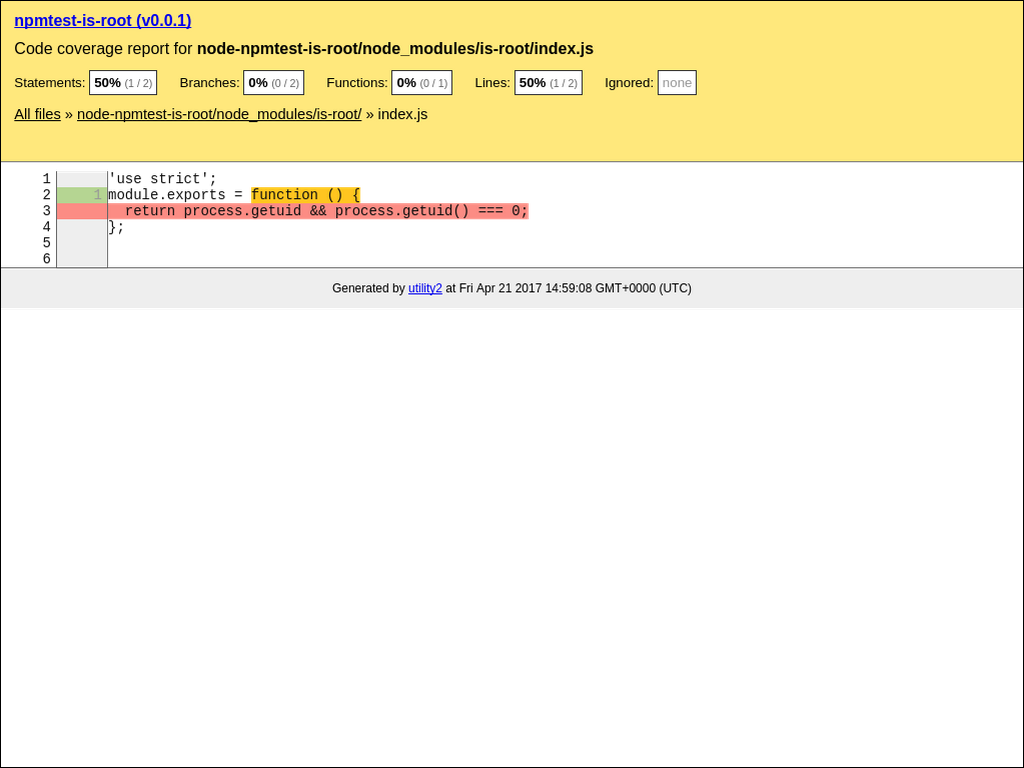 npmtest-is-root (v0.0.1)
Code coverage report for node-npmtest-is-root/node_modules/is-root/index.js
Statements: 50% (1 / 2) Branches: 0% (0 / 2) Functions: 0% (0 / 1) Lines: 50% (1 / 2) Ignored: none
All files » node-npmtest-is-root/node_modules/is-root/ » index.js
1 'use strict';
2 1 module.exports = function () {
3   return process.getuid && process.getuid() === 0;
4 };
5
6
Generated by utility2 at Fri Apr 21 2017 14:59:08 GMT+0000 (UTC)